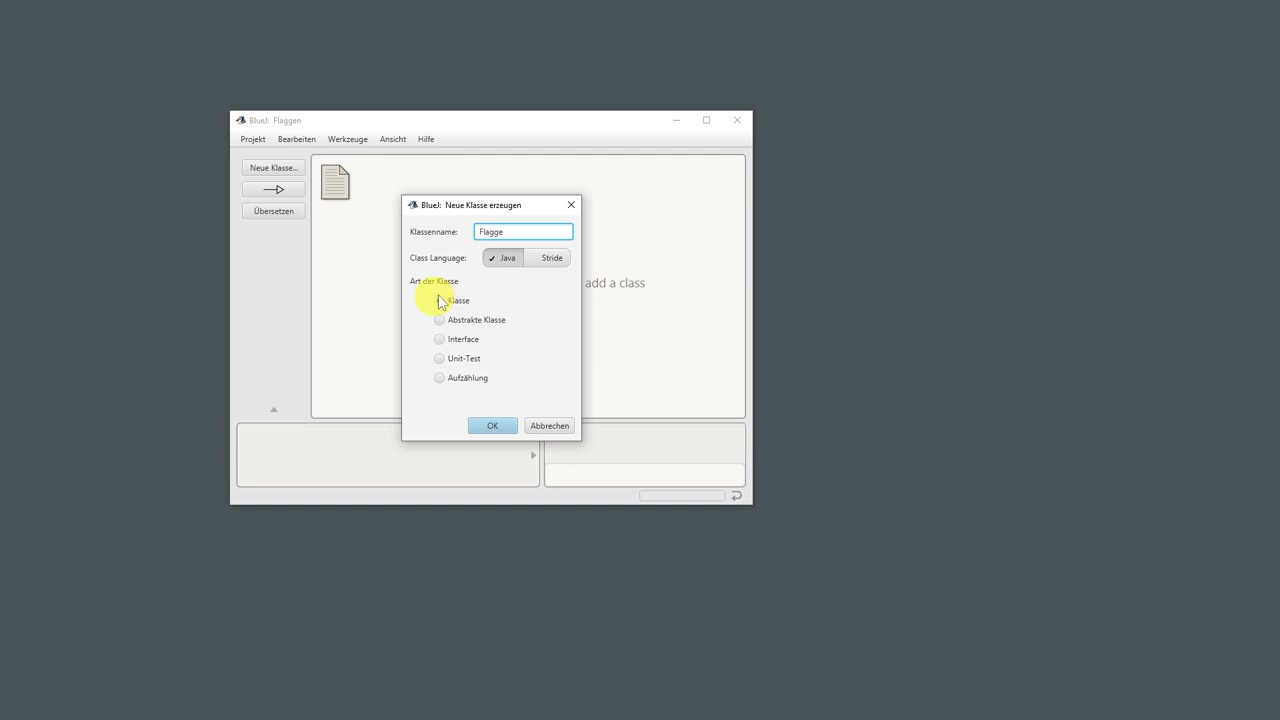 BlueJ: Flaggen
Projekt Bearbeiten Werkzeuge Ansicht Hilfe
Neue Klasse...
Übersetzen
BlueJ: Neue Klasse erzeugen
Klassenname: Flagge
Class Language: ✔ Java Stride
Art der Klasse
Klasse
add a class
Abstrakte Klasse
Interface
Unit-Test
Aufzählung
OK Abbrechen